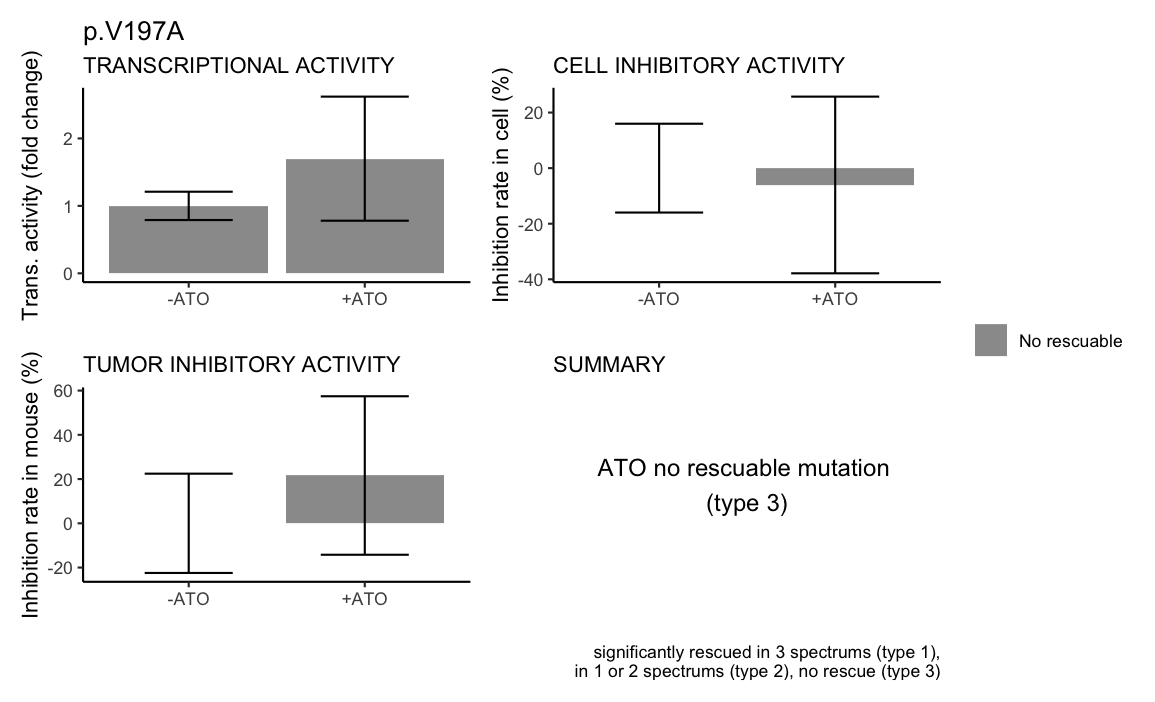 p.V197A
TRANSCRIPTIONAL ACTIVITY
Trans. activity (fold change)
2
1
0
-ATO
+ATO
CELL INHIBITORY ACTIVITY
Inhibition rate in cell (%)
20
0
-20
-40
-ATO
+ATO
No rescuable
TUMOR INHIBITORY ACTIVITY
Inhibition rate in mouse (%)
60
40
20
0
-20
-ATO
+ATO
SUMMARY
ATO no rescuable mutation
(type 3)
significantly rescued in 3 spectrums (type 1),
in 1 or 2 spectrums (type 2), no rescue (type 3)